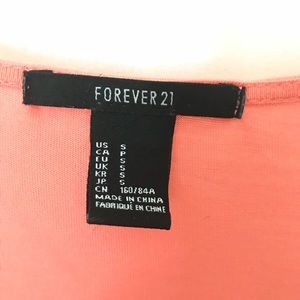 FOREVER 21
US S
CA P
EU S
UK S
KR S
JP S
CN 160/84A
MADE IN CHINA
FABRIQUÉ EN CHINE